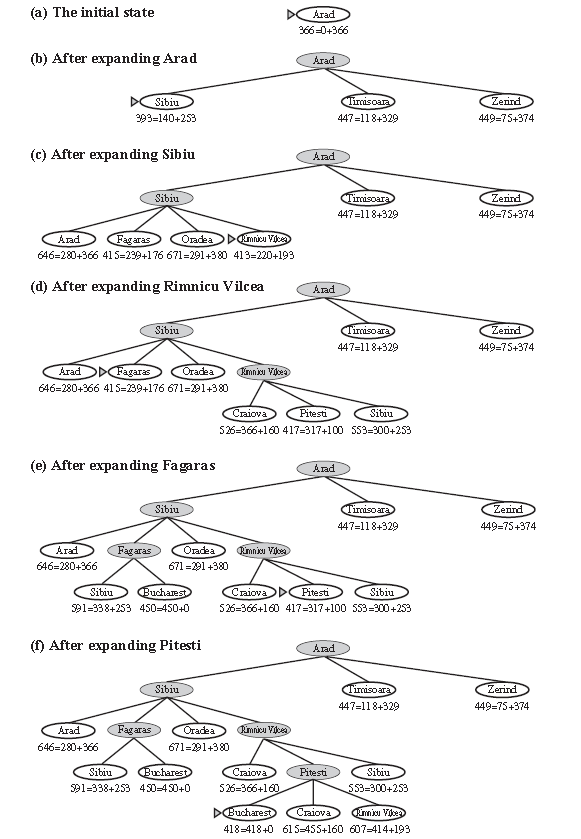 (a) The initial state
Arad
366=0+366
(b) After expanding Arad
Arad
Sibiu Timisoara Zerind
393=140+253 447=118+329 449=75+374
(c) After expanding Sibiu
Arad
Sibiu Timisoara Zerind
447=118+329 449=75+374
Arad Fagaras Oradea Rimnicu Vilcea
646=280+366 415=239+176 671=291+380 413=220+193
(d) After expanding Rimnicu Vilcea
Arad
Sibiu Timisoara Zerind
447=118+329 449=75+374
Arad Fagaras Oradea Rimnicu Vilcea
646=280+366 415=239+176 671=291+380
Craiova Pitesti Sibiu
526=366+160 417=317+100 553=300+253
(e) After expanding Fagaras
Arad
Sibiu Timisoara Zerind
447=118+329 449=75+374
Arad Fagaras Oradea Rimnicu Vilcea
646=280+366 671=291+380
Sibiu Bucharest Craiova Pitesti Sibiu
591=338+253 450=450+0 526=366+160 417=317+100 553=300+253
(f) After expanding Pitesti
Arad
Sibiu Timisoara Zerind
447=118+329 449=75+374
Arad Fagaras Oradea Rimnicu Vilcea
646=280+366 671=291+380
Sibiu Bucharest Craiova Pitesti Sibiu
591=338+253 450=450+0 526=366+160 553=300+253
Bucharest Craiova Rimnicu Vilcea
418=418+0 615=455+160 607=414+193